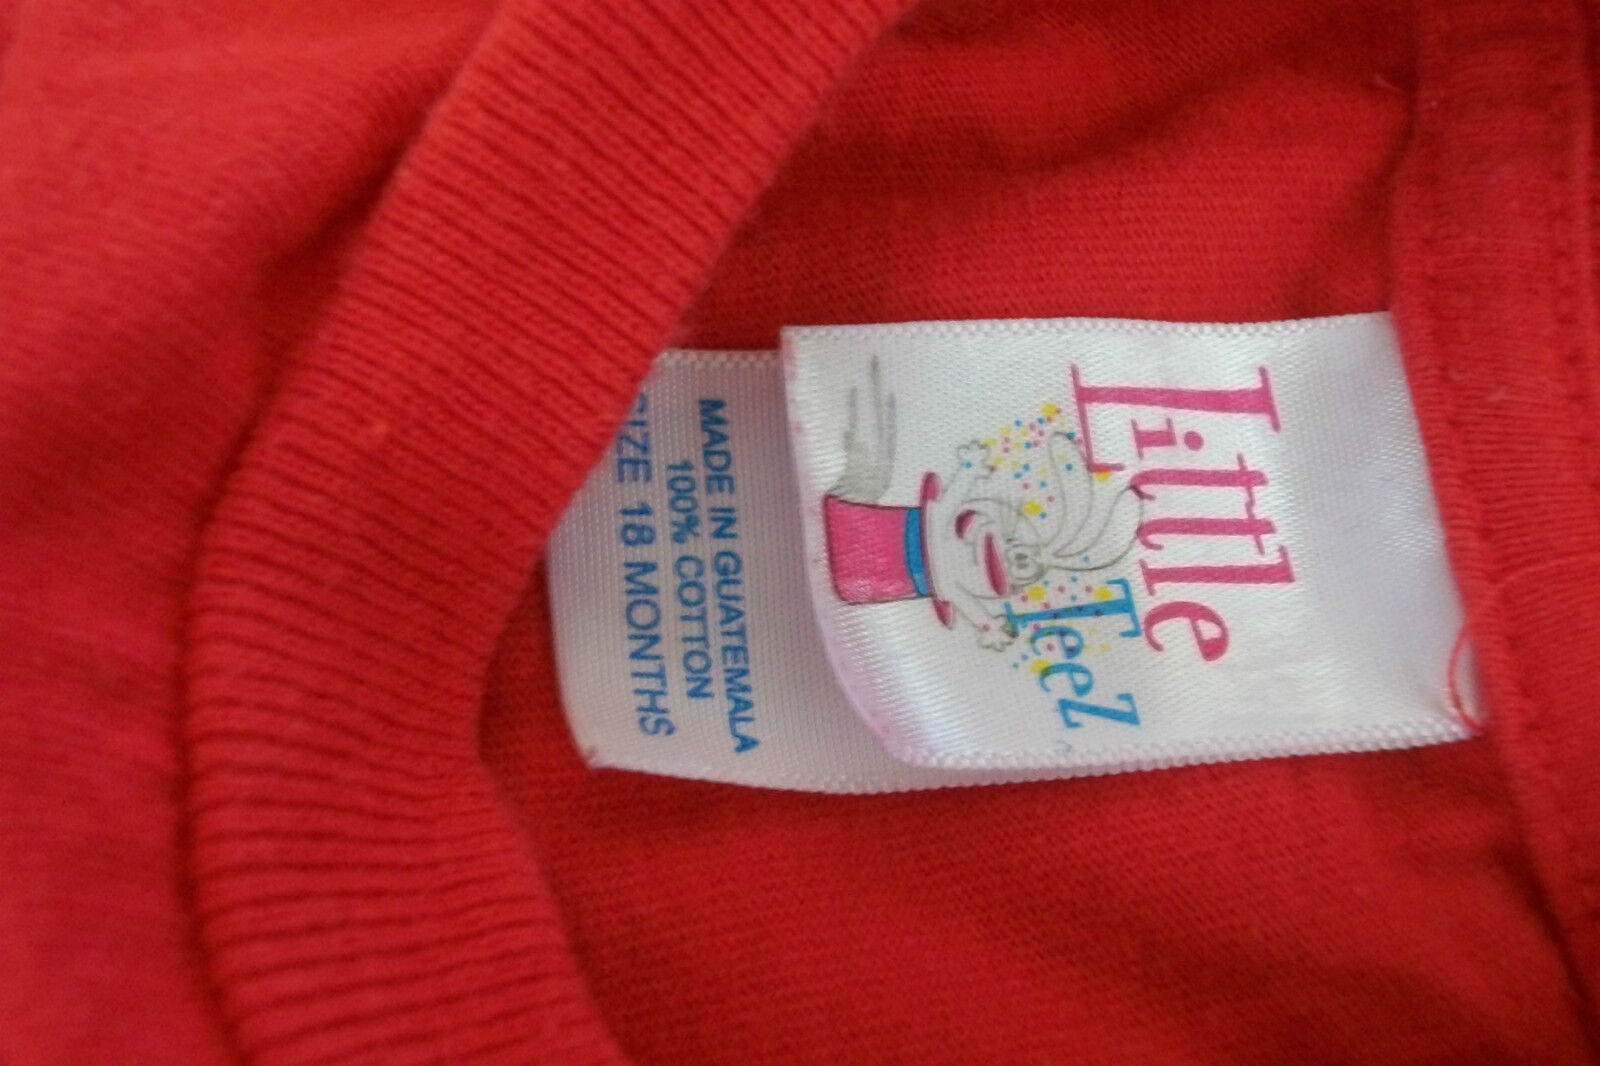 Little
TeeZ
MADE IN GUATEMALA
100% COTTON
SIZE 18 MONTHS